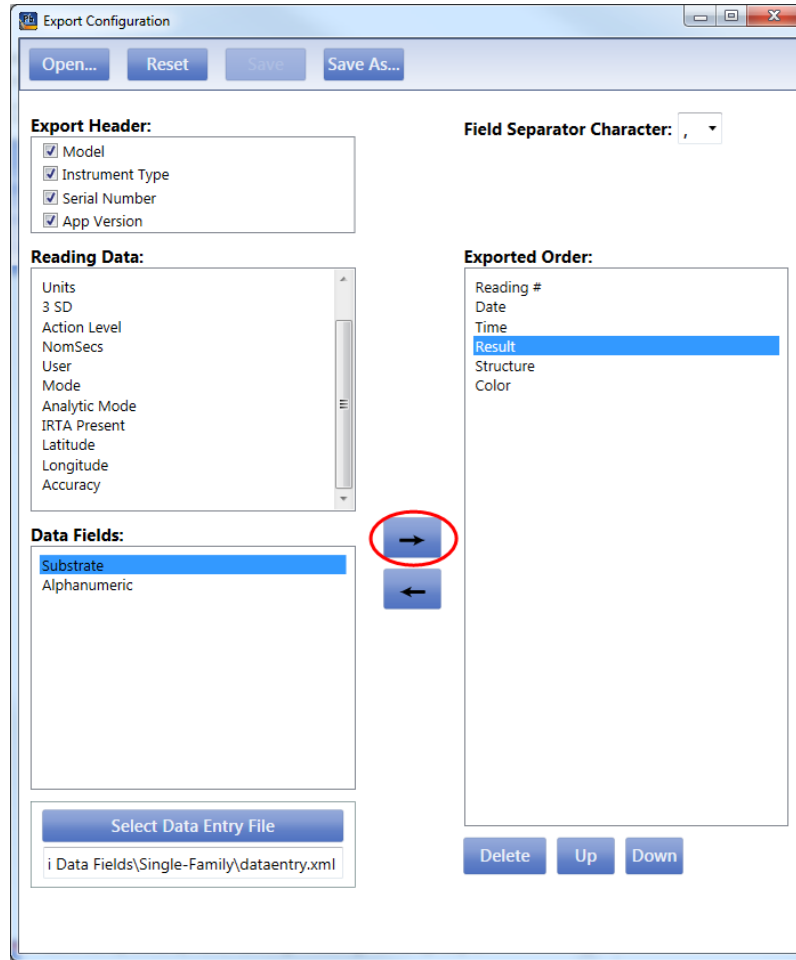 Pb Export Configuration
Open... Reset Save Save As...
Export Header:
Model
Instrument Type
Serial Number
App Version
Field Separator Character: ,
Reading Data:
Units
3 SD
Action Level
NomSecs
User
Mode
Analytic Mode
IRTA Present
Latitude
Longitude
Accuracy
Data Fields:
Substrate
Alphanumeric
Select Data Entry File
i Data Fields\Single-Family\dataentry.xml
Exported Order:
Reading #
Date
Time
Result
Structure
Color
Delete Up Down